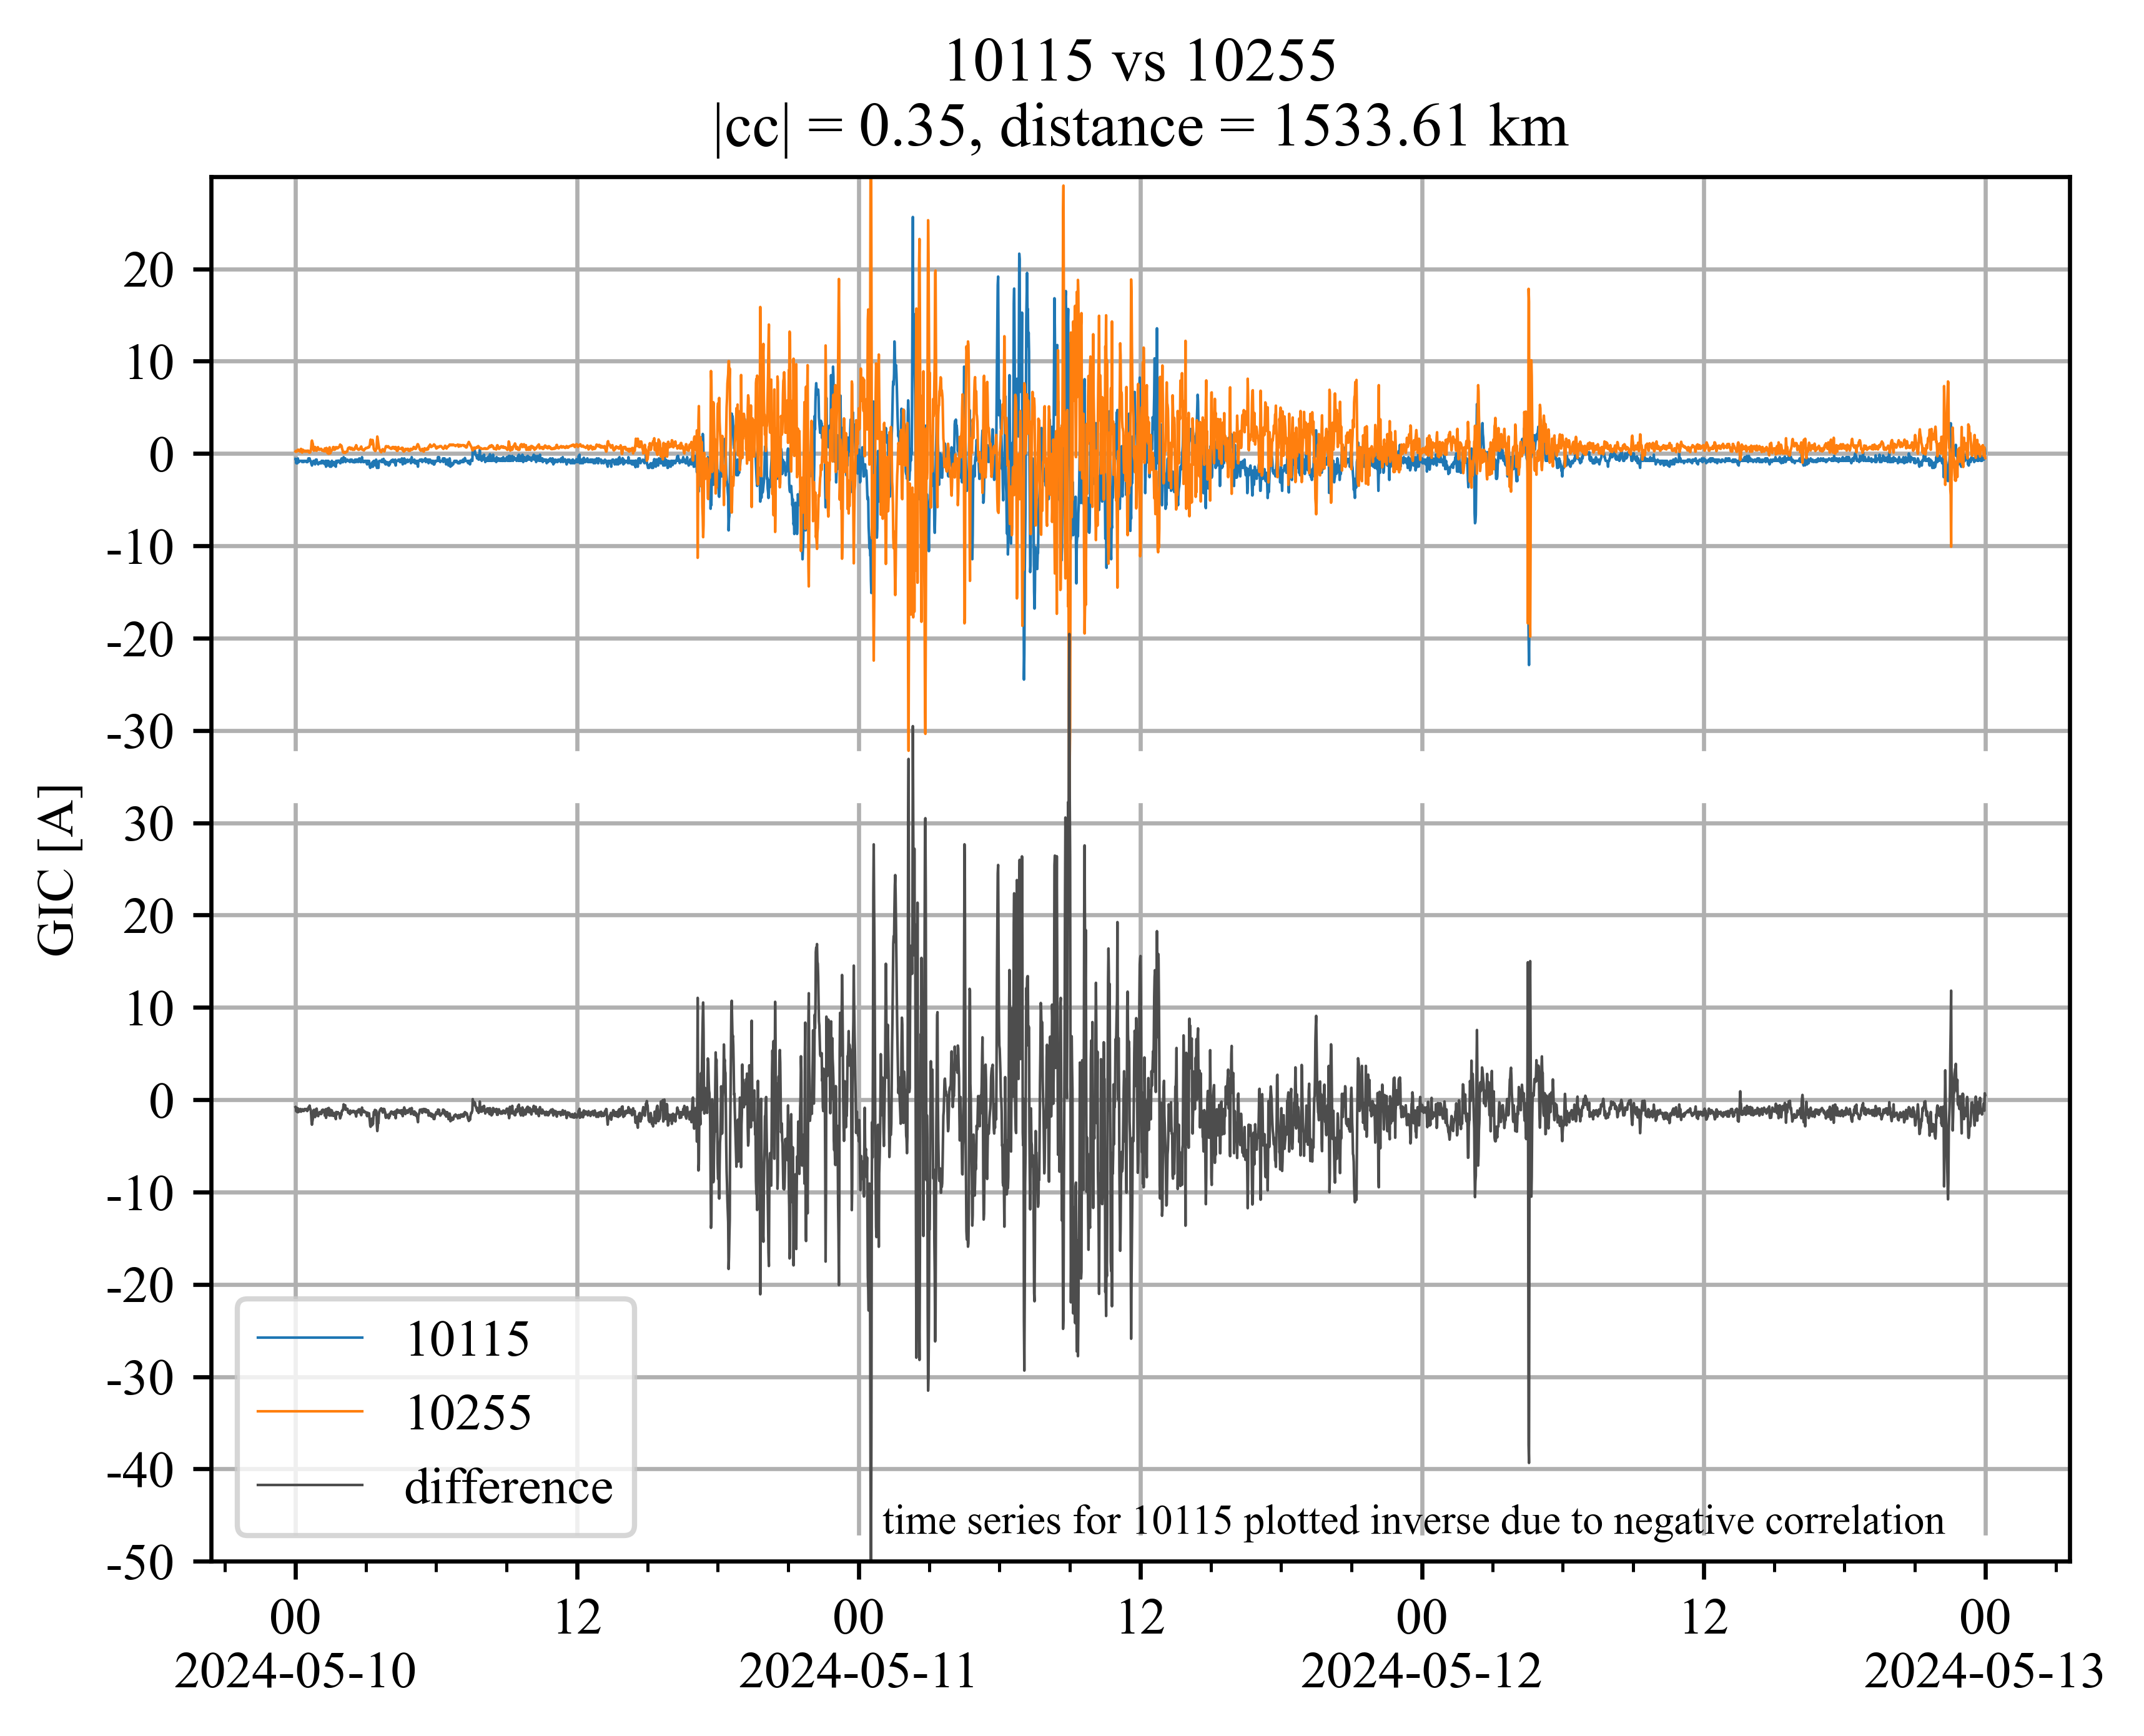 10115 vs 10255
|cc| = 0.35, distance = 1533.61 km
GIC [A]
20
10
0
-10
-20
-30
30
20
10
0
-10
-20
-30
-40
-50
10115
10255
difference
time series for 10115 plotted inverse due to negative correlation
00 12 00 12 00 12 00
2024-05-10 2024-05-11 2024-05-12 2024-05-13